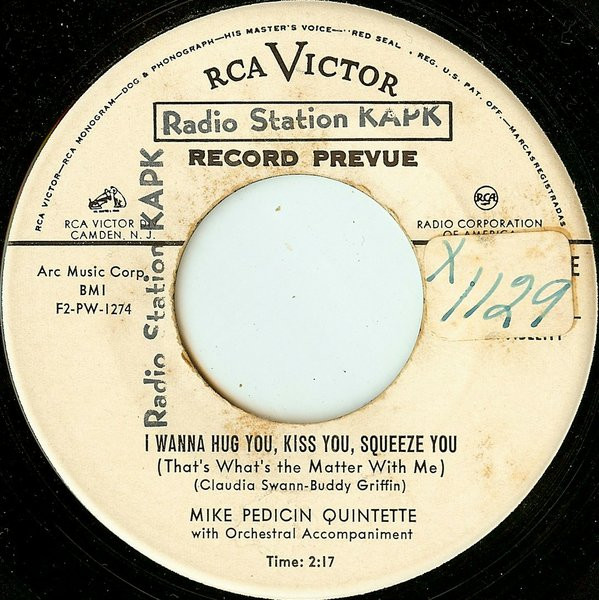 RCA VICTOR—RCA MONOGRAM—DOG & PHONOGRAPH—HIS MASTER'S VOICE—RED SEAL, REG. U.S. PAT. OFF.—MARCAS REGISTRADAS
RCA VICTOR
Radio Station KAPK
RECORD PREVUE
RCA VICTOR
CAMDEN, N. J.
RCA
RADIO CORPORATION
OF AMERICA
Radio Station KAPK
Arc Music Corp.
BMI
F2-PW-1274
X
1129
I WANNA HUG YOU, KISS YOU, SQUEEZE YOU
(That's What's the Matter With Me)
(Claudia Swann-Buddy Griffin)
MIKE PEDICIN QUINTETTE
with Orchestral Accompaniment
Time: 2:17